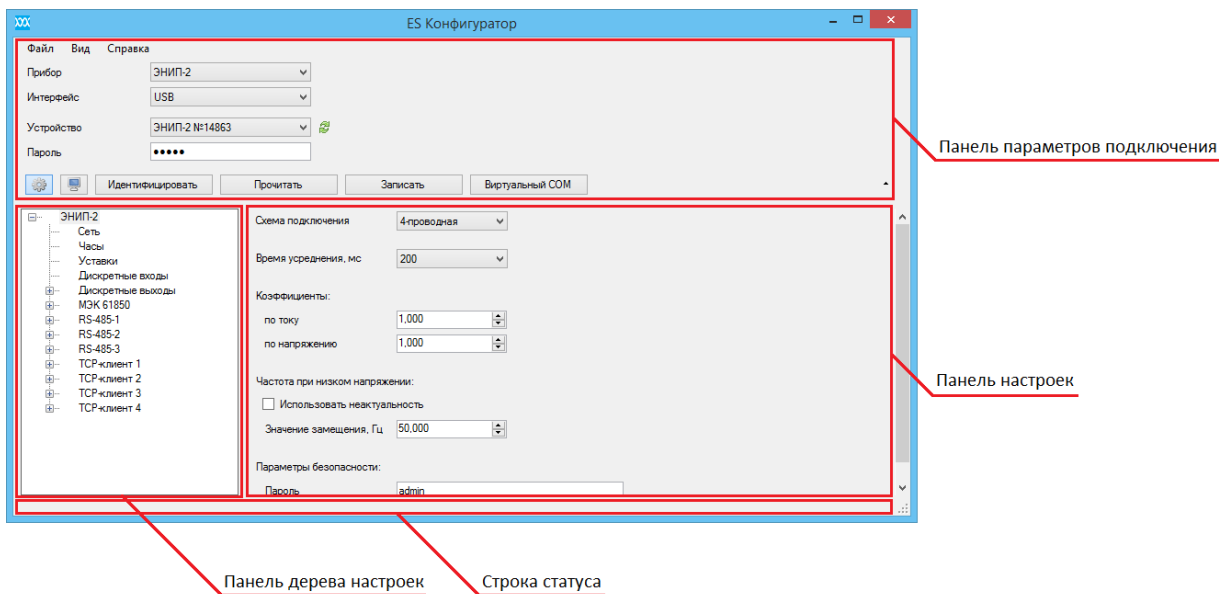 ES Конфигуратор
Файл Вид Справка
Прибор ЭНИП-2
Интерфейс USB
Устройство ЭНИП-2 №14863
Пароль •••••
Идентифицировать Прочитать Записать Виртуальный COM
Панель параметров подключения
ЭНИП-2
Сеть
Часы
Уставки
Дискретные входы
Дискретные выходы
МЭК 61850
RS-485-1
RS-485-2
RS-485-3
TCP-клиент 1
TCP-клиент 2
TCP-клиент 3
TCP-клиент 4
Схема подключения 4-проводная
Время усреднения, мс 200
Коэффициенты:
по току 1,000
по напряжению 1,000
Частота при низком напряжении:
Использовать неактуальность
Значение замещения, Гц 50,000
Параметры безопасности:
Пароль admin
Панель настроек
Панель дерева настроек
Строка статуса